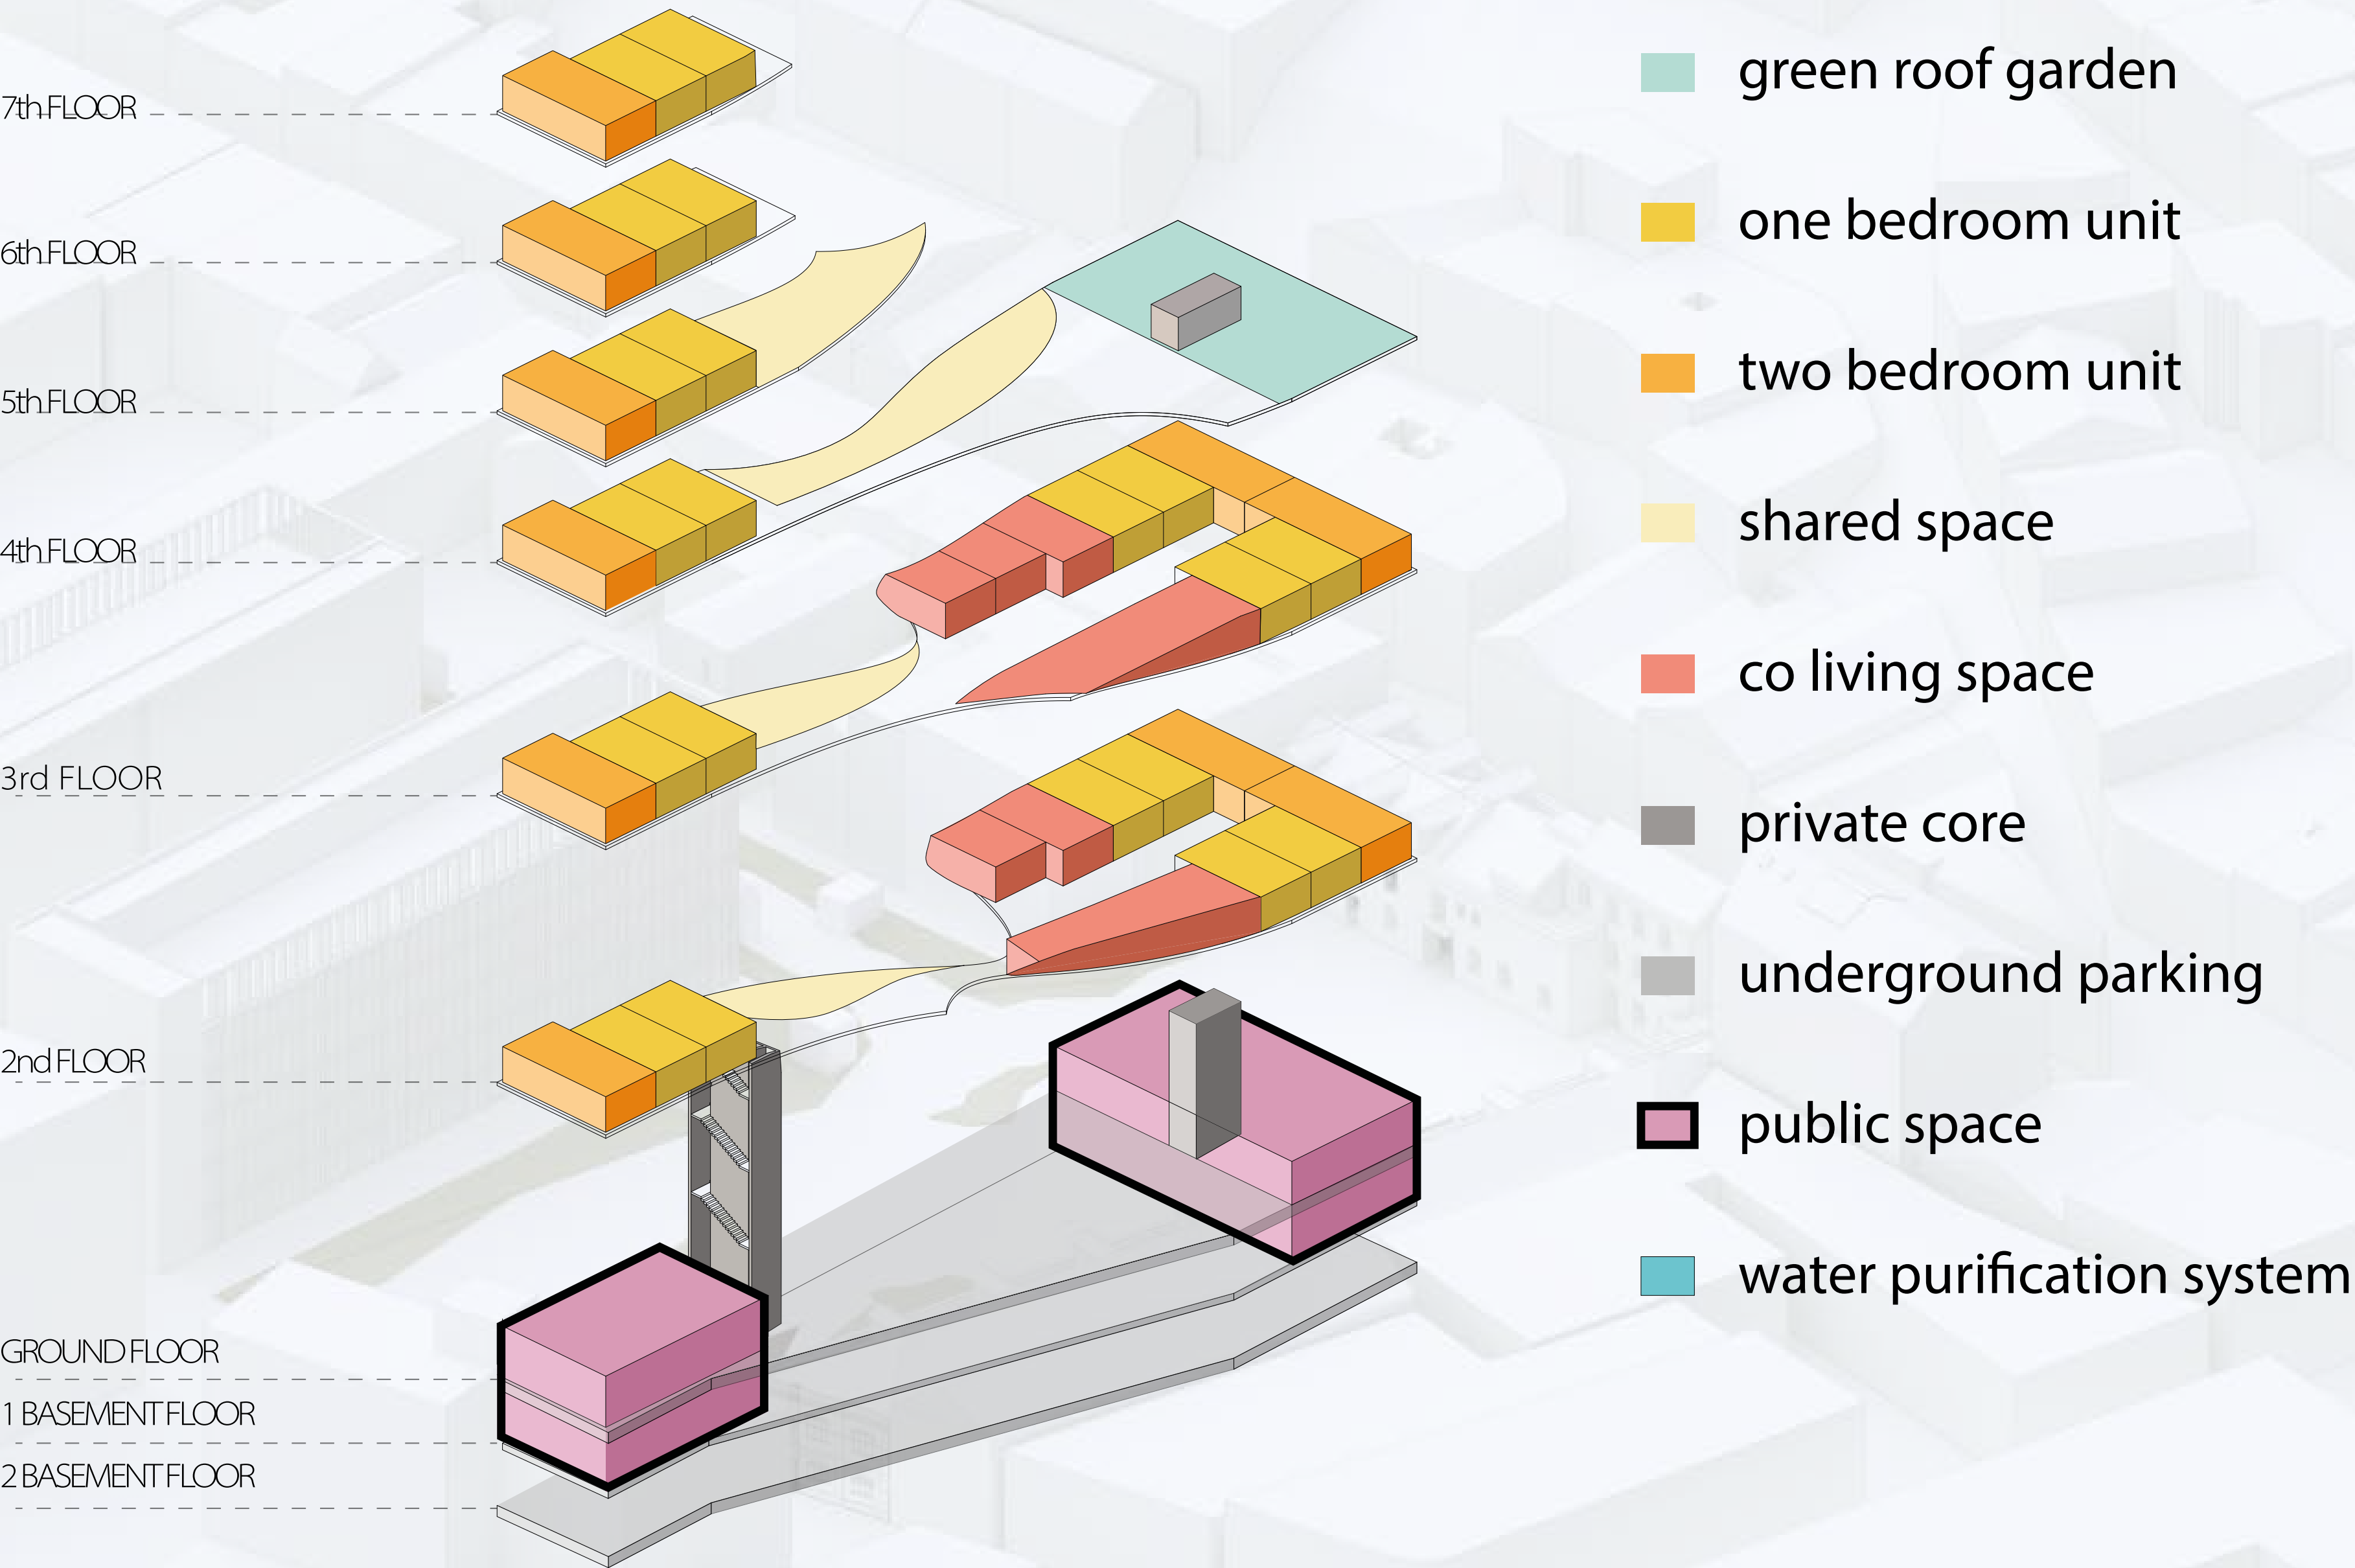 7th FLOOR
6th FLOOR
5th FLOOR
4th FLOOR
3rd FLOOR
2nd FLOOR
GROUND FLOOR
1 BASEMENT FLOOR
2 BASEMENT FLOOR
green roof garden
one bedroom unit
two bedroom unit
shared space
co living space
private core
underground parking
public space
water purification system